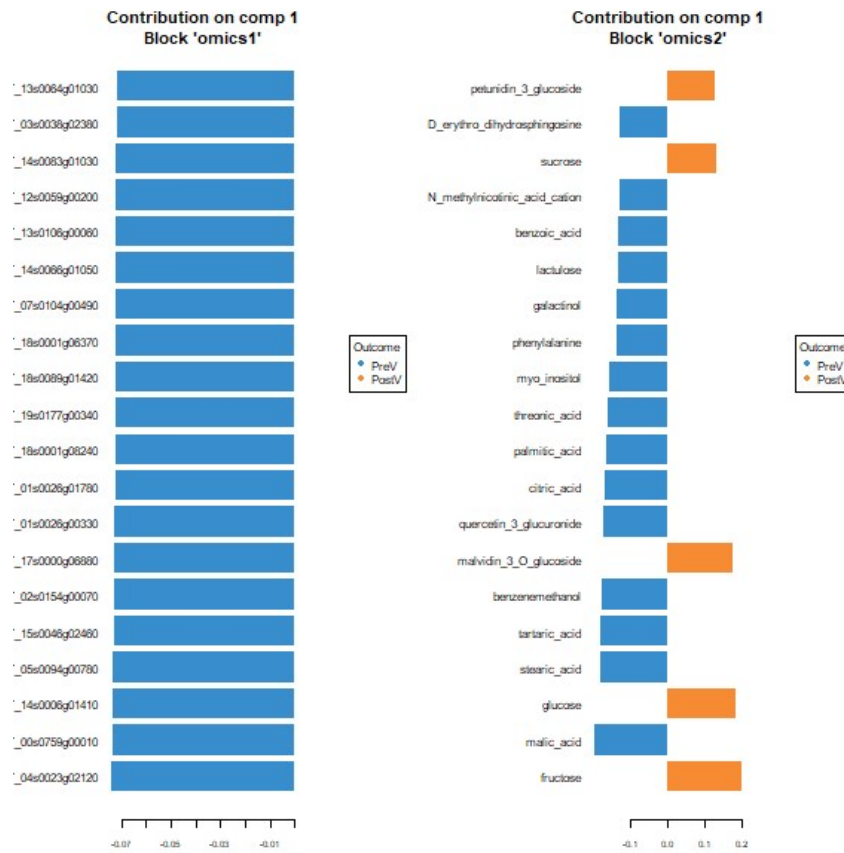 Contribution on comp 1
Block 'omics1'
_13s0064g01030
_03s0038g02380
_14s0083g01030
_12s0059g00200
_13s0106g00060
_14s0066g01050
_07s0104g00490
_18s0001g06370
_18s0089g01420
_19s0177g00340
_18s0001g08240
_01s0026g01780
_01s0026g00330
_17s0000g06880
_02s0154g00070
_15s0046g02460
_05s0094g00780
_14s0006g01410
_00s0759g00010
_04s0023g02120
-0.07 -0.05 -0.03 -0.01
Outcome
PreV
PostV
Contribution on comp 1
Block 'omics2'
petunidin_3_glucoside
D_erythro_dihydrosphingosine
sucrose
N_methylnicotinic_acid_cation
benzoic_acid
lactulose
galactinol
phenylalanine
myo_inositol
threonic_acid
palmitic_acid
citric_acid
quercetin_3_glucuronide
malvidin_3_O_glucoside
benzenemethanol
tartaric_acid
stearic_acid
glucose
malic_acid
fructose
-0.1 0.0 0.1 0.2
Outcome
PreV
PostV